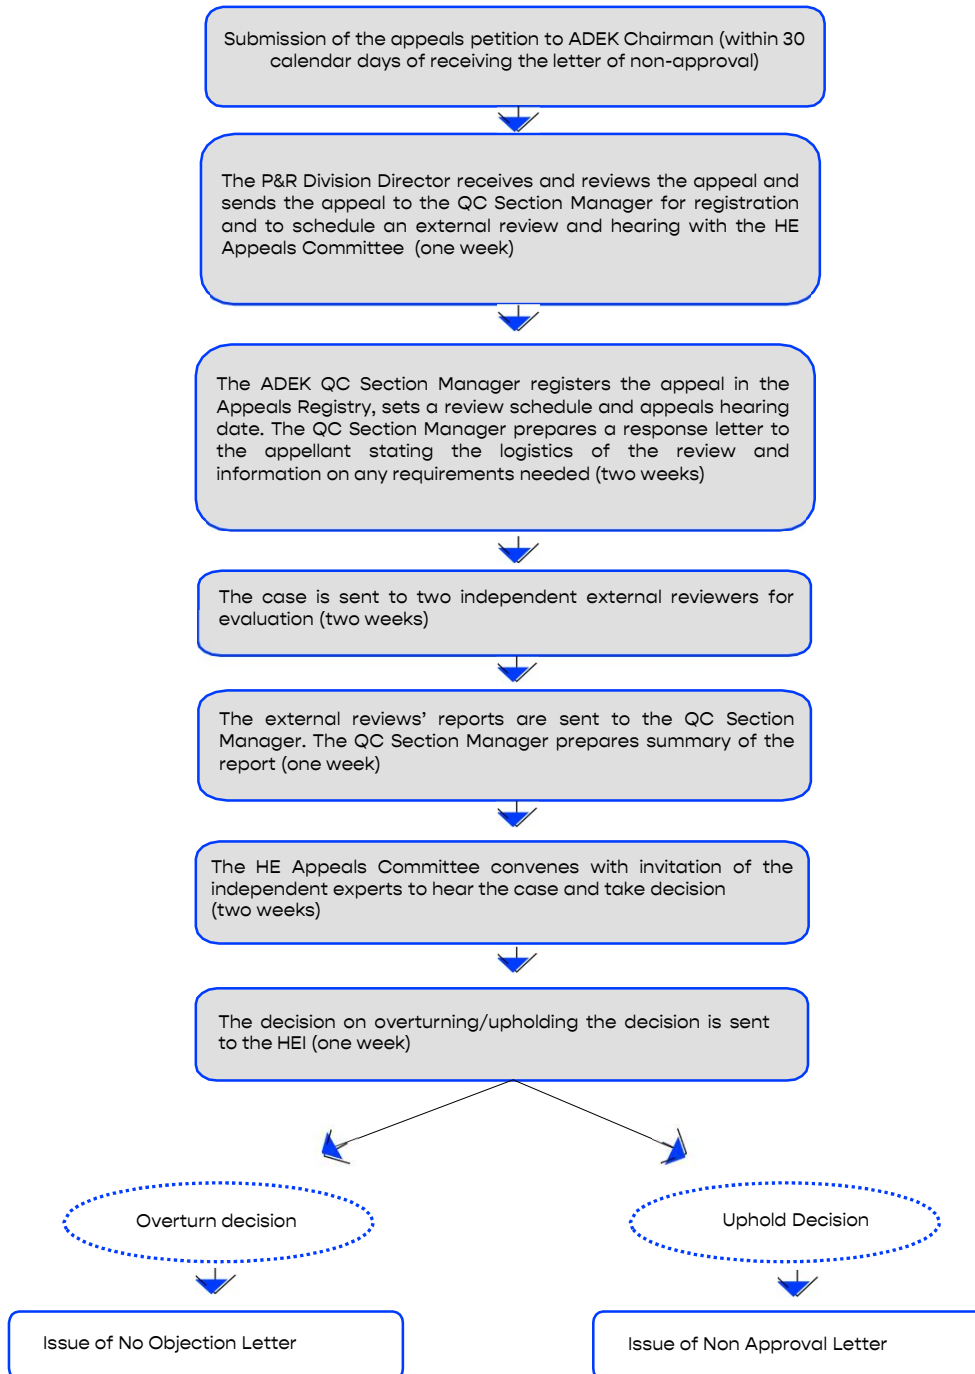 Submission of the appeals petition to ADEK Chairman (within 30
calendar days of receiving the letter of non-approval)
The P&R Division Director receives and reviews the appeal and
sends the appeal to the QC Section Manager for registration
and to schedule an external review and hearing with the HE
Appeals Committee (one week)
The ADEK QC Section Manager registers the appeal in the
Appeals Registry, sets a review schedule and appeals hearing
date. The QC Section Manager prepares a response letter to
the appellant stating the logistics of the review and
information on any requirements needed (two weeks)
The case is sent to two independent external reviewers for
evaluation (two weeks)
The external reviews’ reports are sent to the QC Section
Manager. The QC Section Manager prepares summary of the
report (one week)
The HE Appeals Committee convenes with invitation of the
independent experts to hear the case and take decision
(two weeks)
The decision on overturning/upholding the decision is sent
to the HEI (one week)
Overturn decision
Uphold Decision
Issue of No Objection Letter
Issue of Non Approval Letter